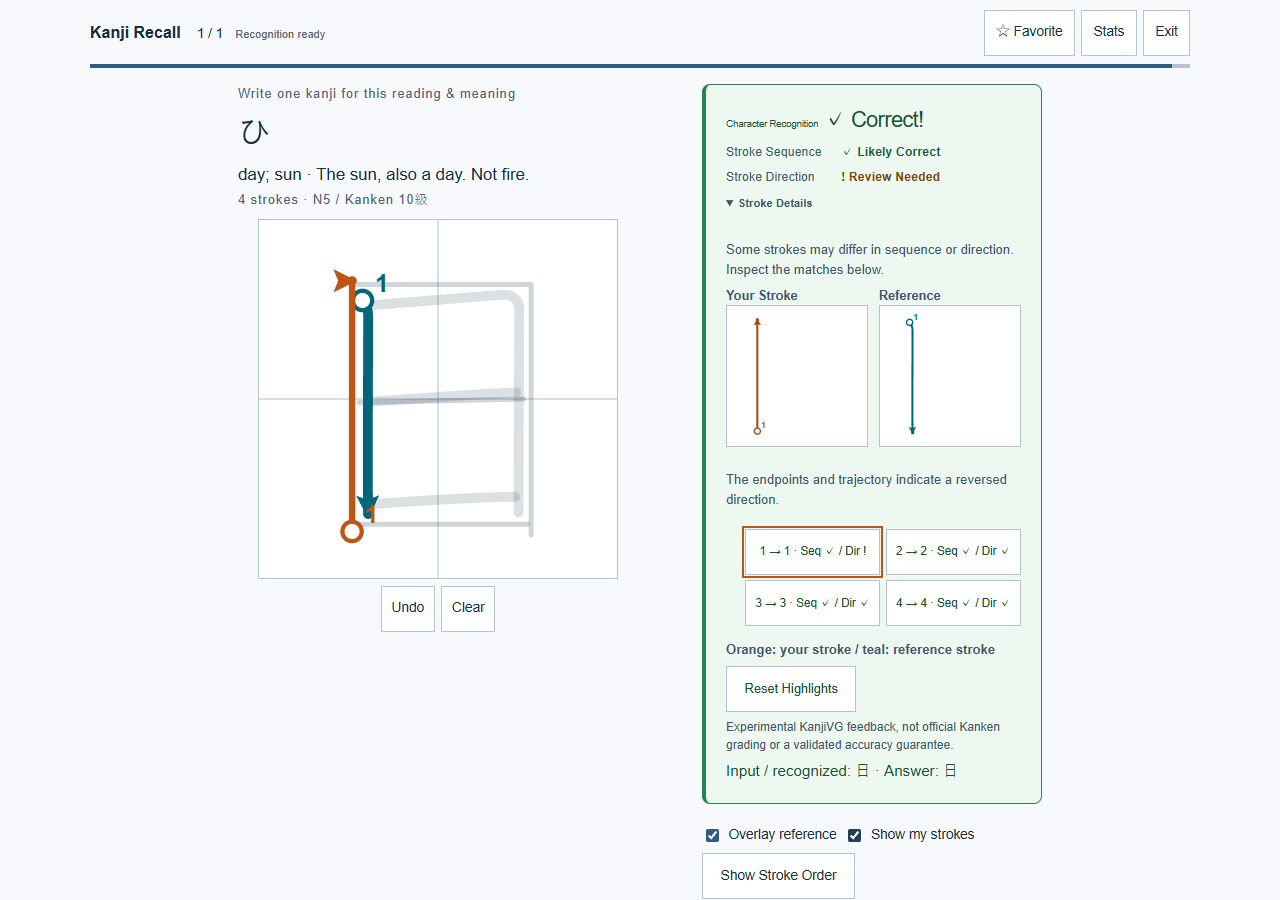 Kanji Recall 1 / 1 Recognition ready ☆ Favorite Stats Exit
Write one kanji for this reading & meaning
ひ
day; sun · The sun, also a day. Not fire.
4 strokes · N5 / Kanken 10級
1
1
Undo Clear
Character Recognition ✓ Correct!
Stroke Sequence ✓ Likely Correct
Stroke Direction ! Review Needed
▼ Stroke Details
Some strokes may differ in sequence or direction.
Inspect the matches below.
Your Stroke Reference
1 1
The endpoints and trajectory indicate a reversed
direction.
1 → 1 · Seq ✓ / Dir ! 2 → 2 · Seq ✓ / Dir ✓
3 → 3 · Seq ✓ / Dir ✓ 4 → 4 · Seq ✓ / Dir ✓
Orange: your stroke / teal: reference stroke
Reset Highlights
Experimental KanjiVG feedback, not official Kanken
grading or a validated accuracy guarantee.
Input / recognized: 日 · Answer: 日
Overlay reference Show my strokes
Show Stroke Order